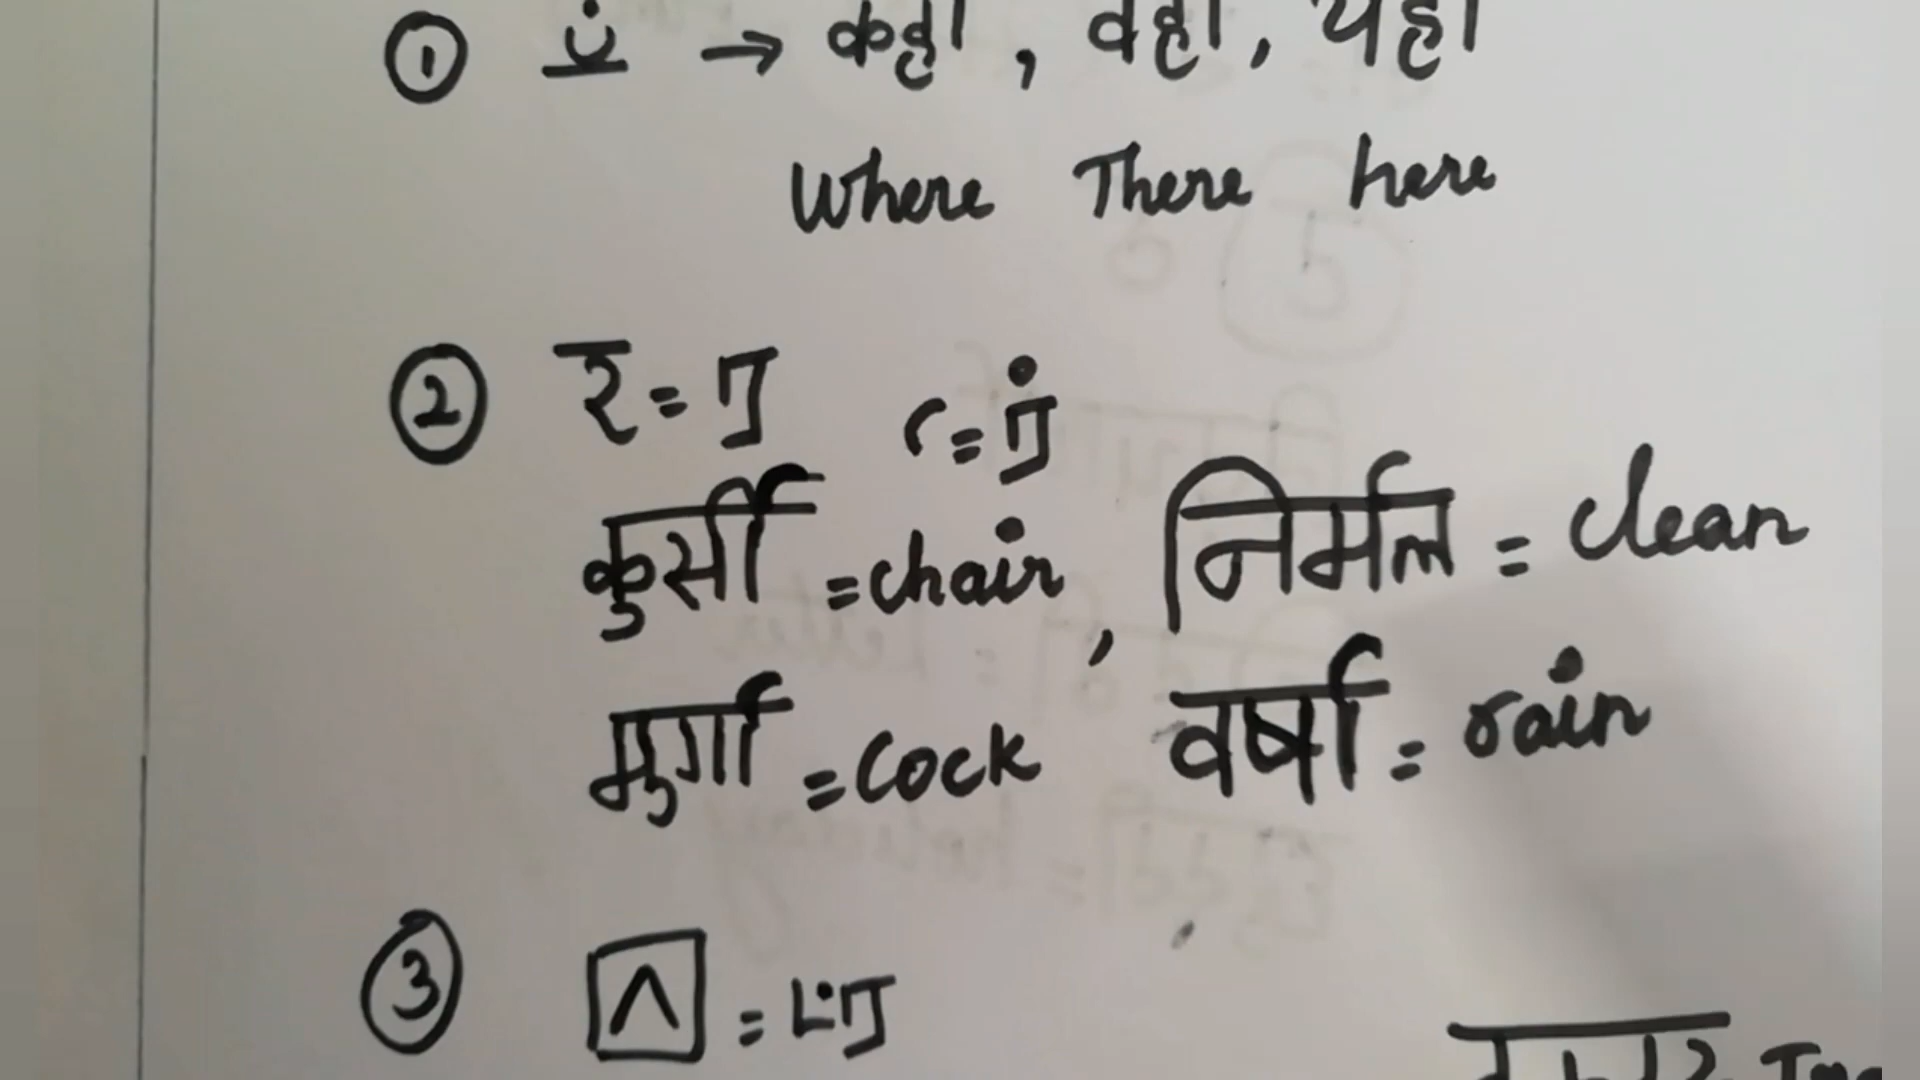 ① ँ → कहाँ, वहाँ, यहाँ
Where There here
② र = ர र् = ர்
कुर्सी = chair, निर्मल = clean
मुर्गा = cock, वर्षा = rain
③ ^ = ட்ர